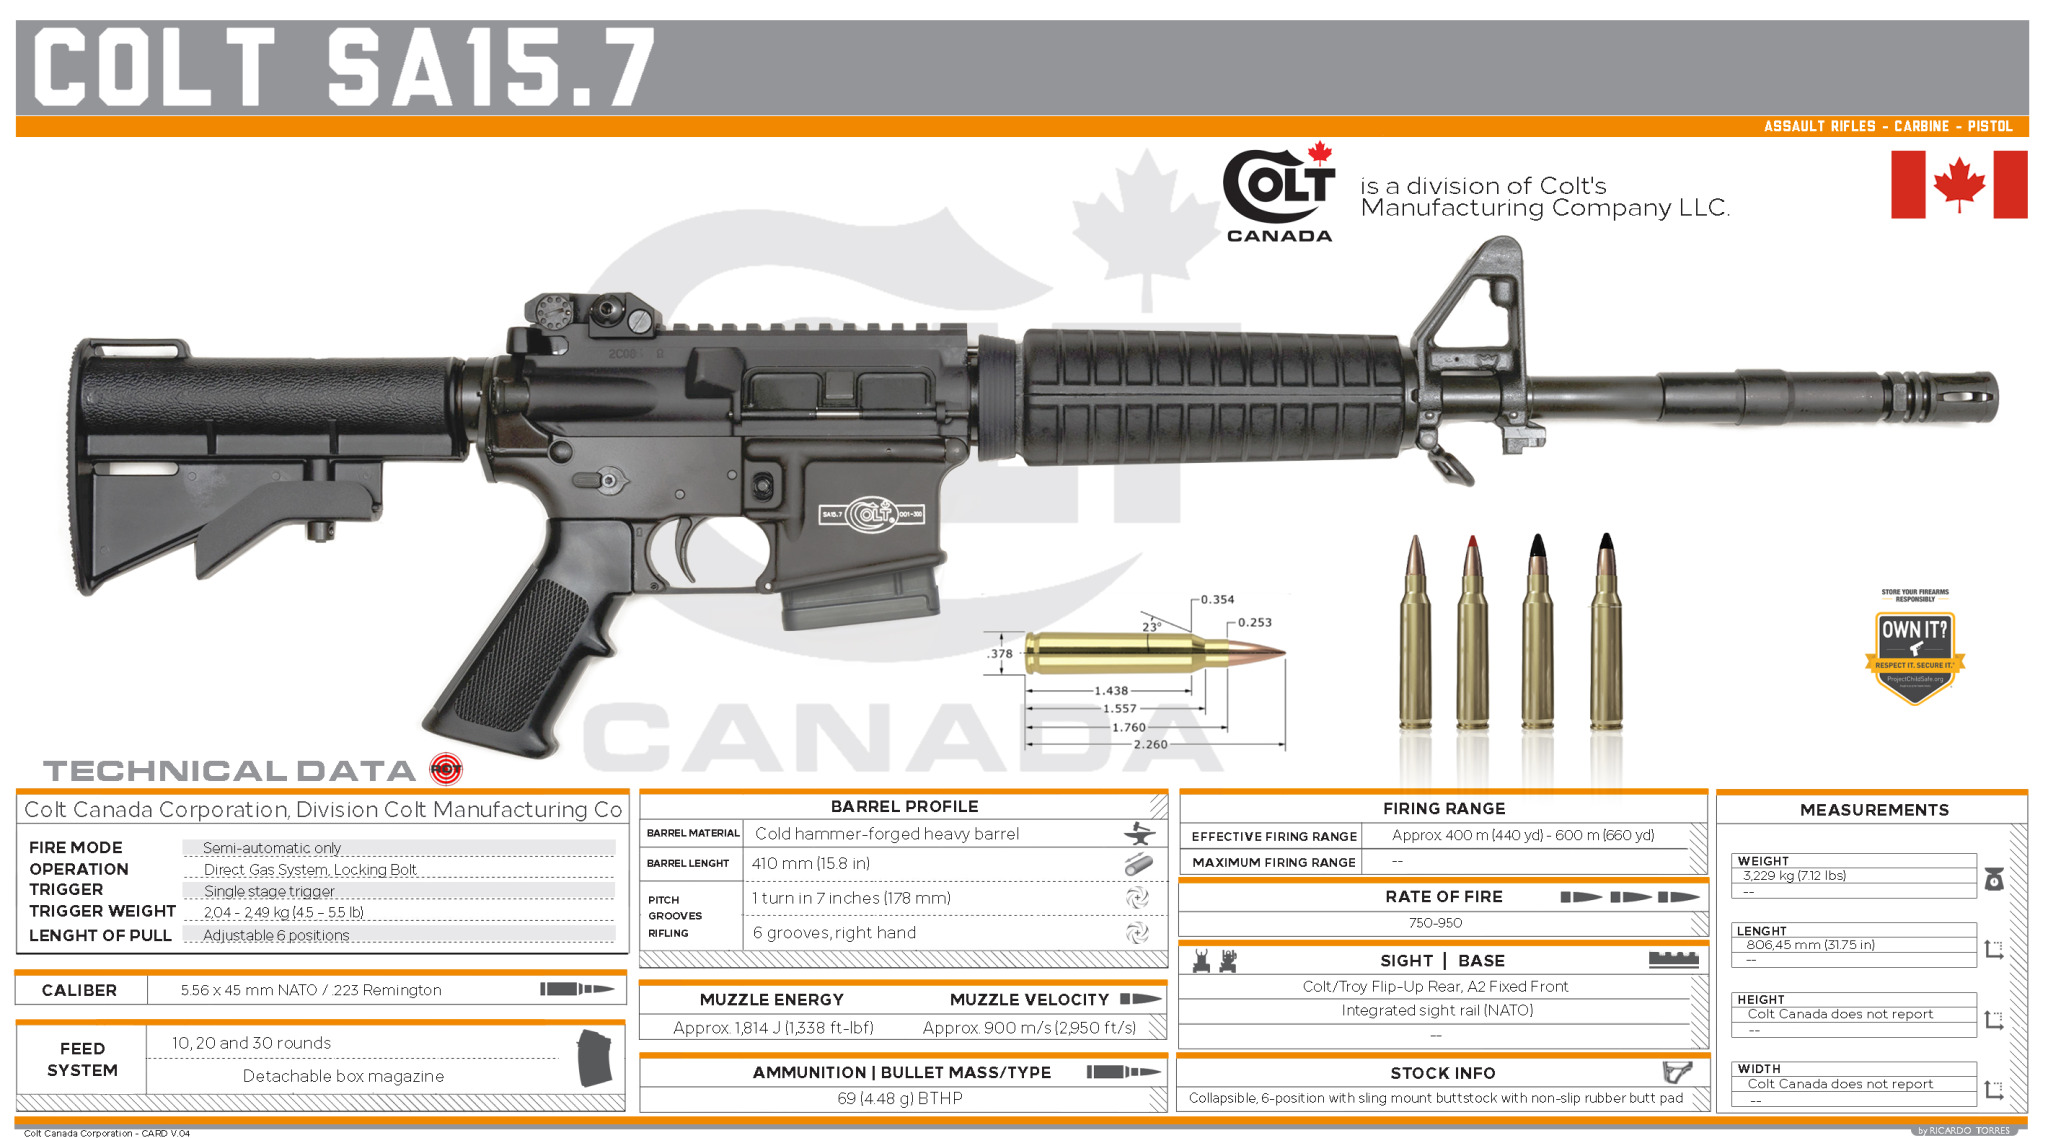 COLT SA15.7
ASSAULT RIFLES - CARBINE - PISTOL
COLT
CANADA
is a division of Colt's
Manufacturing Company LLC.
COLT
CANADA
SA15.7 COLT 001-300
STORE YOUR FIREARMS
RESPONSIBLY
OWN IT?
RESPECT IT. SECURE IT.
ProjectChildSafe.org
0.354
23°
0.253
.378
1.438
1.557
1.760
2.260
TECHNICAL DATA
Colt Canada Corporation, Division Colt Manufacturing Co
FIRE MODE Semi-automatic only
OPERATION Direct Gas System, Locking Bolt
TRIGGER Single stage trigger
TRIGGER WEIGHT 2,04 - 2,49 kg (4.5 – 5.5 lb)
LENGHT OF PULL Adjustable 6 positions
CALIBER 5.56 x 45 mm NATO / .223 Remington
FEED
SYSTEM
10, 20 and 30 rounds
Detachable box magazine
BARREL PROFILE
BARREL MATERIAL Cold hammer-forged heavy barrel
BARREL LENGHT 410 mm (15.8 in)
PITCH 1 turn in 7 inches (178 mm)
GROOVES
RIFLING 6 grooves, right hand
MUZZLE ENERGY MUZZLE VELOCITY
Approx. 1,814 J (1,338 ft-lbf) Approx. 900 m/s (2,950 ft/s)
AMMUNITION | BULLET MASS/TYPE
69 (4.48 g) BTHP
FIRING RANGE
EFFECTIVE FIRING RANGE Approx 400 m (440 yd) - 600 m (660 yd)
MAXIMUM FIRING RANGE --
RATE OF FIRE
750-950
SIGHT | BASE
Colt/Troy Flip-Up Rear, A2 Fixed Front
Integrated sight rail (NATO)
--
STOCK INFO
Collapsible, 6-position with sling mount buttstock with non-slip rubber butt pad
MEASUREMENTS
WEIGHT
3,229 kg (7.12 lbs)
--
LENGHT
806,45 mm (31.75 in)
--
HEIGHT
Colt Canada does not report
--
WIDTH
Colt Canada does not report
--
Colt Canada Corporation - CARD V.04
by RICARDO TORRES